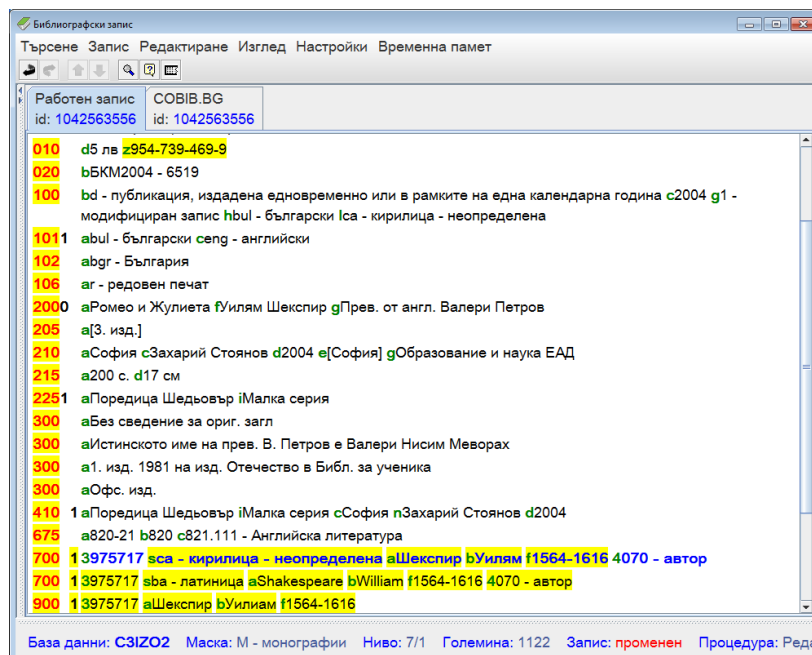 Библиографски запис
Търсене Запис Редактиране Изглед Настройки Временна памет
Работен запис COBIB.BG
id: 1042563556 id: 1042563556
010 d5 лв z954-739-469-9
020 bБКМ2004 - 6519
100 bd - публикация, издадена едновременно или в рамките на една календарна година c2004 g1 -
модифициран запис hbul - български lca - кирилица - неопределена
1011 abul - български ceng - английски
102 abgr - България
106 ar - редовен печат
2000 aРомео и Жулиета fУилям Шекспир gПрев. от англ. Валери Петров
205 a[3. изд.]
210 aСофия cЗахарий Стоянов d2004 e[София] gОбразование и наука ЕАД
215 a200 с. d17 см
2251 aПоредица Шедьовър iМалка серия
300 aБез сведение за ориг. загл
300 aИстинското име на прев. В. Петров е Валери Нисим Меворах
300 a1. изд. 1981 на изд. Отечество в Библ. за ученика
300 aОфс. изд.
410 1 aПоредица Шедьовър iМалка серия cСофия nЗахарий Стоянов d2004
675 a820-21 b820 c821.111 - Английска литература
700 1 3975717 sca - кирилица - неопределена aШекспир bУилям f1564-1616 4070 - автор
700 1 3975717 sba - латиница aShakespeare bWilliam f1564-1616 4070 - автор
900 1 3975717 aШекспир bУилиам f1564-1616
База данни: C3IZO2 Маска: M - монографии Ниво: 7/1 Големина: 1122 Запис: променен Процедура: